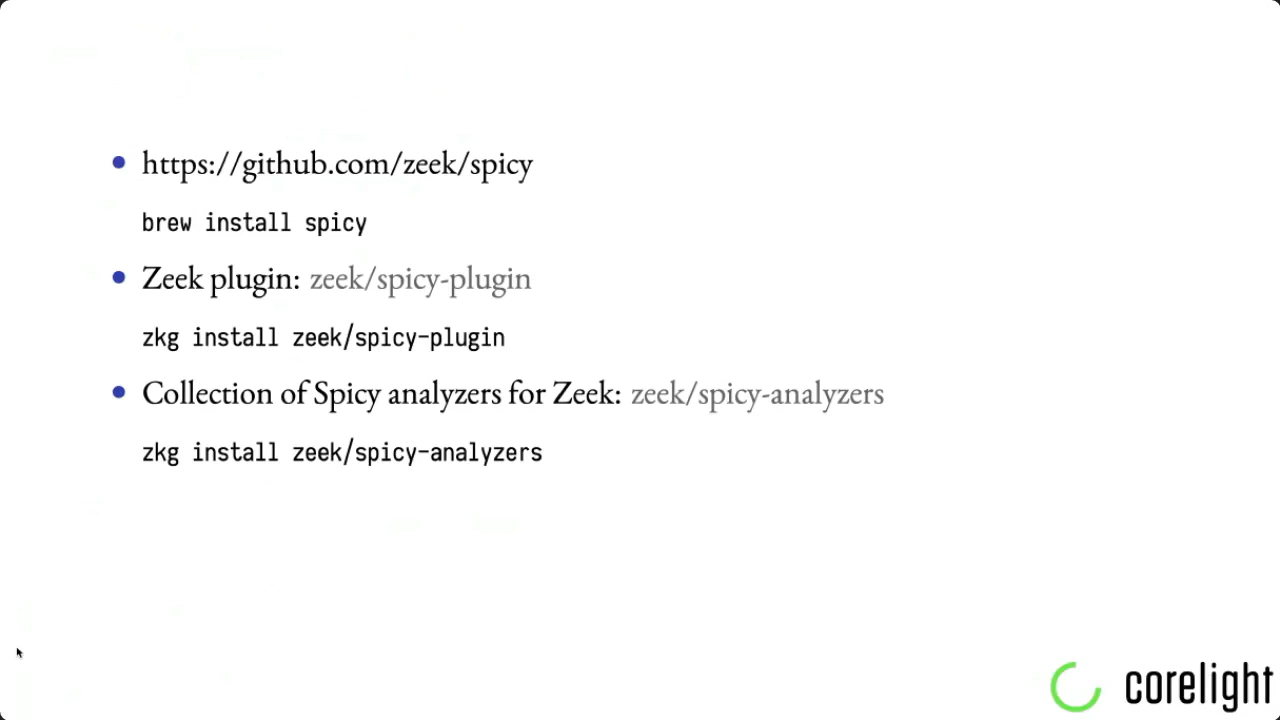 https://github.com/zeek/spicy
brew install spicy
Zeek plugin: zeek/spicy-plugin
zkg install zeek/spicy-plugin
Collection of Spicy analyzers for Zeek: zeek/spicy-analyzers
zkg install zeek/spicy-analyzers
corelight